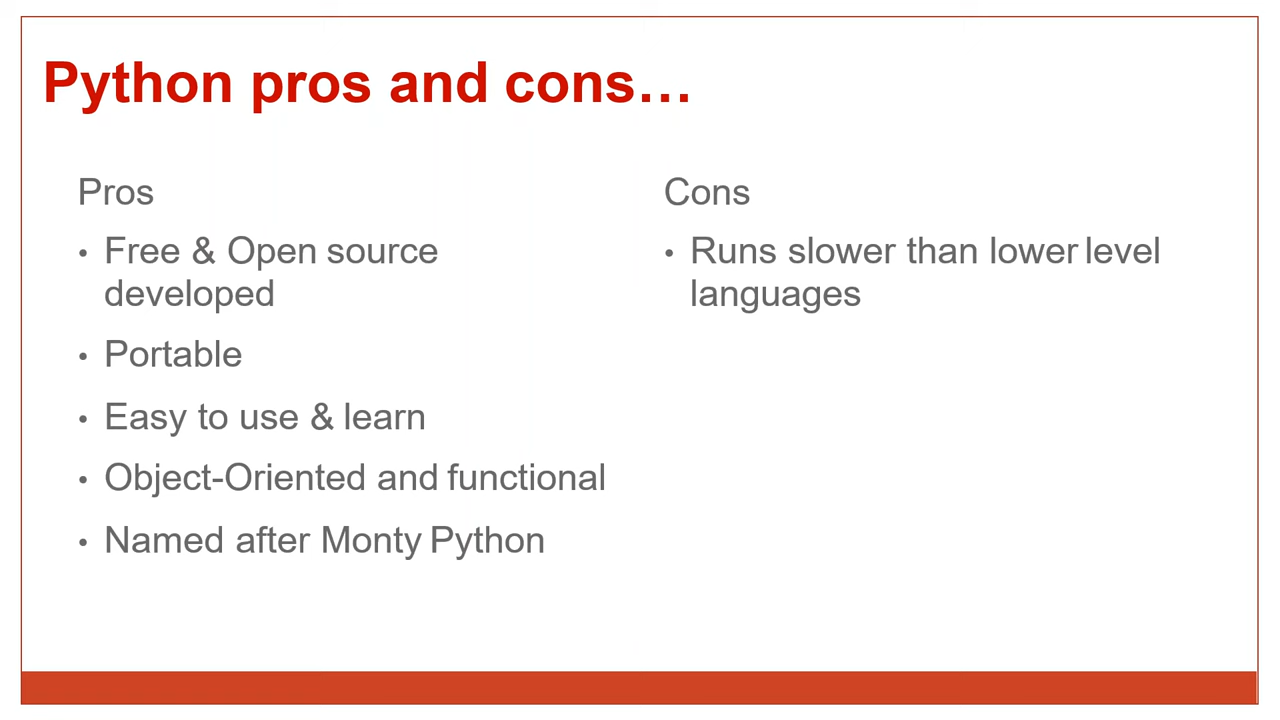 Python pros and cons…
Pros
• Free & Open source
developed
• Portable
• Easy to use & learn
• Object-Oriented and functional
• Named after Monty Python
Cons
• Runs slower than lower level
languages